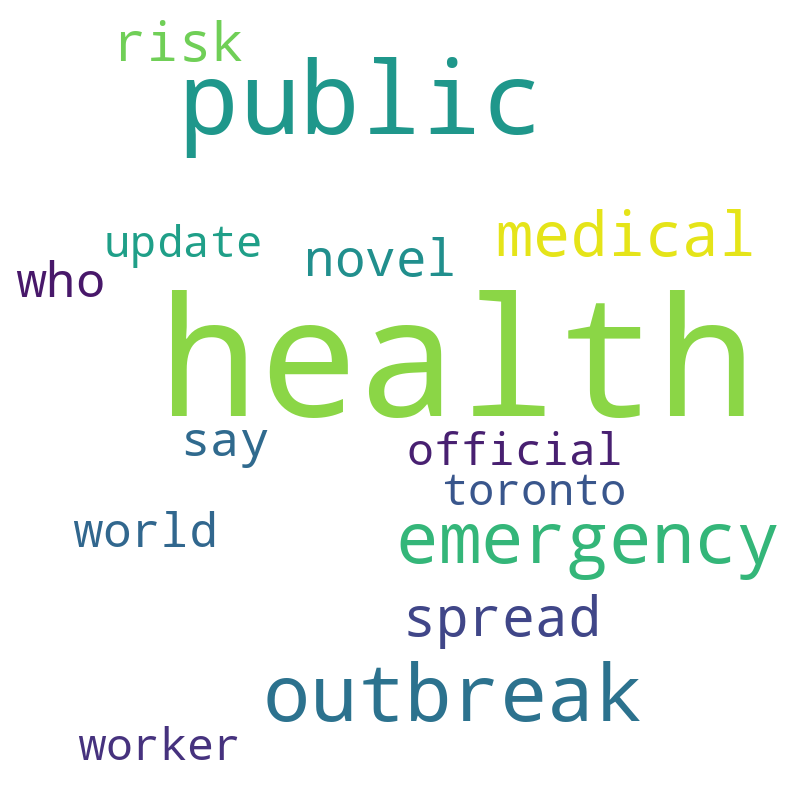 risk
public
update
novel
medical
who
health
say
official
toronto
world
emergency
spread
outbreak
worker